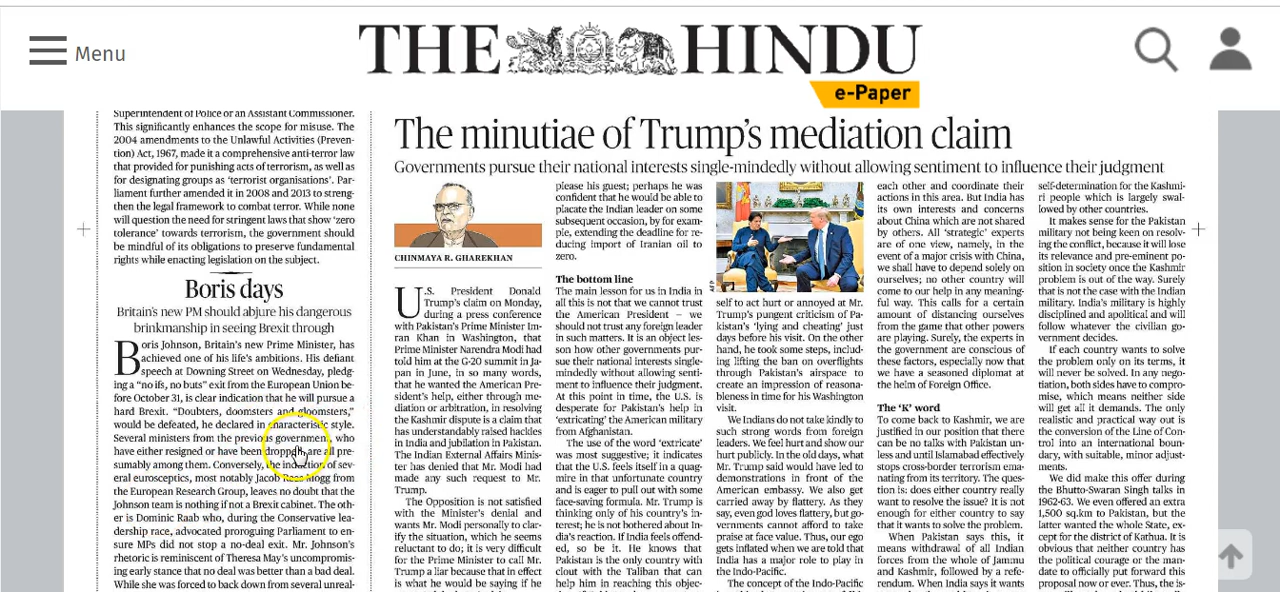 Menu
THE HINDU
e-Paper
Superintendent of Police or an Assistant Commissioner.
This significantly enhances the scope for misuse. The
2004 amendments to the Unlawful Activities (Preven-
tion) Act, 1967, made it a comprehensive anti-terror law
that provided for punishing acts of terrorism, as well as
for designating groups as ‘terrorist organisations’. Par-
liament further amended it in 2008 and 2013 to streng-
then the legal framework to combat terror. While none
will question the need for stringent laws that show ‘zero
tolerance’ towards terrorism, the government should
be mindful of its obligations to preserve fundamental
rights while enacting legislation on the subject.
Boris days
Britain’s new PM should abjure his dangerous
brinkmanship in seeing Brexit through
Boris Johnson, Britain’s new Prime Minister, has
achieved one of his life’s ambitions. His defiant
speech at Downing Street on Wednesday, pledg-
ing a “no ifs, no buts” exit from the European Union be-
fore October 31, is clear indication that he will pursue a
hard Brexit. “Doubters, doomsters and gloomsters,”
would be defeated, he declared in characteristic style.
Several ministers from the previous government, who
have either resigned or have been dropped, are all pre-
sumably among them. Conversely, the induction of sev-
eral eurosceptics, most notably Jacob Rees-Mogg from
the European Research Group, leaves no doubt that the
Johnson team is nothing if not a Brexit cabinet. The oth-
er is Dominic Raab who, during the Conservative lea-
dership race, advocated proroguing Parliament to en-
sure MPs did not stop a no-deal exit. Mr. Johnson’s
rhetoric is reminiscent of Theresa May’s uncompromis-
ing early stance that no deal was better than a bad deal.
While she was forced to back down from several unreal-
The minutiae of Trump’s mediation claim
Governments pursue their national interests single-mindedly without allowing sentiment to influence their judgment
CHINMAYA R. GHAREKHAN
U.S. President Donald
Trump’s claim on Monday,
during a press conference
with Pakistan’s Prime Minister Im-
ran Khan in Washington, that
Prime Minister Narendra Modi had
told him at the G-20 summit in Ja-
pan in June, in so many words,
that he wanted the American Pre-
sident’s help, either through me-
diation or arbitration, in resolving
the Kashmir dispute is a claim that
has understandably raised hackles
in India and jubilation in Pakistan.
The Indian External Affairs Minis-
ter has denied that Mr. Modi had
made any such request to Mr.
Trump.
The Opposition is not satisfied
with the Minister’s denial and
wants Mr. Modi personally to clar-
ify the situation, which he seems
reluctant to do; it is very difficult
for the Prime Minister to call Mr.
Trump a liar because that in effect
is what he would be saying if he
please his guest; perhaps he was
confident that he would be able to
placate the Indian leader on some
subsequent occasion, by for exam-
ple, extending the deadline for re-
ducing import of Iranian oil to
zero.
The bottom line
The main lesson for us in India in
all this is not that we cannot trust
the American President – we
should not trust any foreign leader
in such matters. It is an object les-
son how other governments pur-
sue their national interests single-
mindedly without allowing senti-
ment to influence their judgment.
At this point in time, the U.S. is
desperate for Pakistan’s help in
‘extricating’ the American military
from Afghanistan.
The use of the word ‘extricate’
was most suggestive; it indicates
that the U.S. feels itself in a quag-
mire in that unfortunate country
and is eager to pull out with some
face-saving formula. Mr. Trump is
thinking only of his country’s in-
terest; he is not bothered about In-
dia’s reaction. If India feels offend-
ed, so be it. He knows that
Pakistan is the only country with
clout with the Taliban that can
help him in reaching this objec-
AFP
self to act hurt or annoyed at Mr.
Trump’s pungent criticism of Pa-
kistan’s ‘lying and cheating’ just
days before his visit. On the other
hand, he took some steps, includ-
ing lifting the ban on overflights
through Pakistan’s airspace to
create an impression of reasona-
bleness in time for his Washington
visit.
We Indians do not take kindly to
such strong words from foreign
leaders. We feel hurt and show our
hurt publicly. In the old days, what
Mr. Trump said would have led to
demonstrations in front of the
American embassy. We also get
carried away by flattery. As they
say, even god loves flattery, but go-
vernments cannot afford to take
praise at face value. Thus, our ego
gets inflated when we are told that
India has a major role to play in
the Indo-Pacific.
The concept of the Indo-Pacific
each other and coordinate their
actions in this area. But India has
its own interests and concerns
about China which are not shared
by others. All ‘strategic’ experts
are of one view, namely, in the
event of a major crisis with China,
we shall have to depend solely on
ourselves; no other country will
come to our help in any meaning-
ful way. This calls for a certain
amount of distancing ourselves
from the game that other powers
are playing. Surely, the experts in
the government are conscious of
these factors, especially now that
we have a seasoned diplomat at
the helm of Foreign Office.
The ‘K’ word
To come back to Kashmir, we are
justified in our position that there
can be no talks with Pakistan un-
less and until Islamabad effectively
stops cross-border terrorism ema-
nating from its territory. The ques-
tion is: does either country really
want to resolve the issue? It is not
enough for either country to say
that it wants to solve the problem.
When Pakistan says this, it
means withdrawal of all Indian
forces from the whole of Jammu
and Kashmir, followed by a refe-
rendum. When India says it wants
self-determination for the Kashmi-
ri people which is largely swal-
lowed by other countries.
It makes sense for the Pakistan
military not being keen on resolv-
ing the conflict, because it will lose
its relevance and pre-eminent po-
sition in society once the Kashmir
problem is out of the way. Surely
that is not the case with the Indian
military. India’s military is highly
disciplined and apolitical and will
follow whatever the civilian go-
vernment decides.
If each country wants to solve
the problem only on its terms, it
will never be solved. In any nego-
tiation, both sides have to compro-
mise, which means neither side
will get all it demands. The only
realistic and practical way out is
the conversion of the Line of Con-
trol into an international boun-
dary, with suitable, minor adjust-
ments.
We did make this offer during
the Bhutto-Swaran Singh talks in
1962-63. We even offered an extra
1,500 sq.km to Pakistan, but the
latter wanted the whole State, ex-
cept for the district of Kathua. It is
obvious that neither country has
the political courage or the man-
date to officially put forward this
proposal now or ever. Thus, the is-